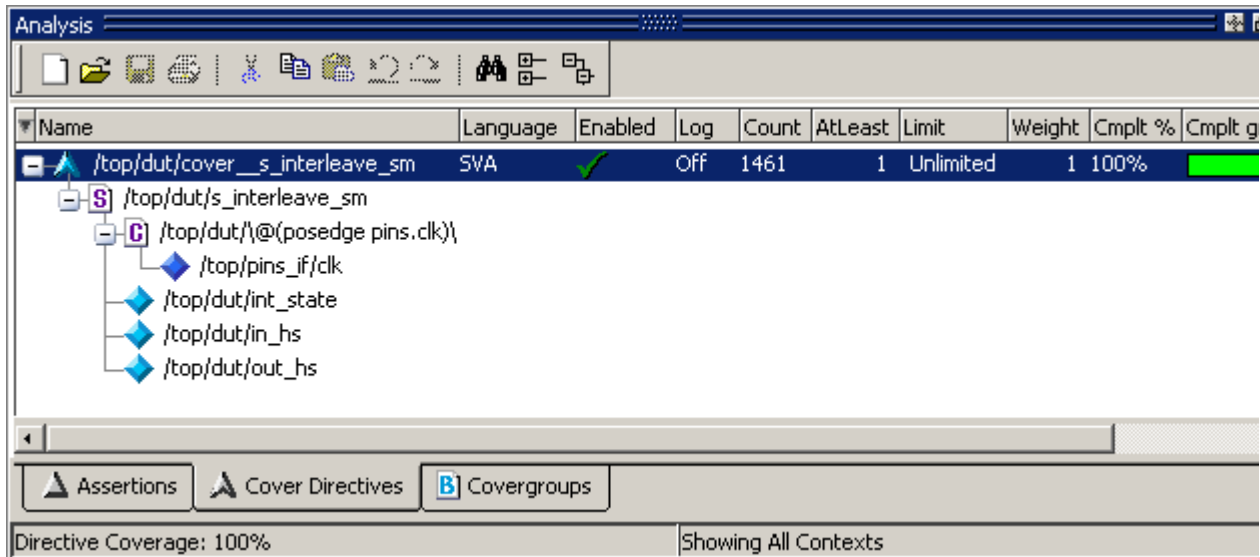 Analysis
Name Language Enabled Log Count AtLeast Limit Weight Cmplt % Cmplt g
/top/dut/cover__s_interleave_sm SVA Off 1461 1 Unlimited 1 100%
S /top/dut/s_interleave_sm
C /top/dut/\@(posedge pins.clk)\
/top/pins_if/clk
/top/dut/int_state
/top/dut/in_hs
/top/dut/out_hs
Assertions Cover Directives B Covergroups
Directive Coverage: 100% Showing All Contexts